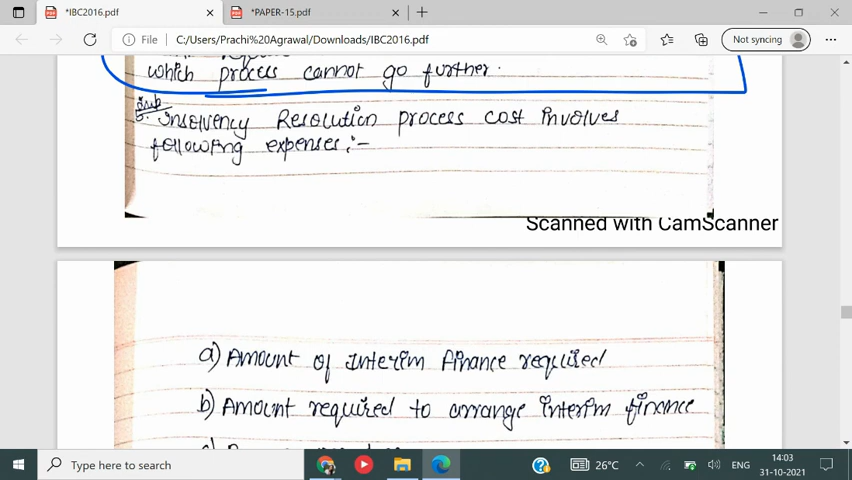 *IBC2016.pdf
*PAPER-15.pdf
File
C:/Users/Prachi%20Agrawal/Downloads/IBC2016.pdf
Not syncing
which process cannot go further.
Imp
5. Insolvency Resolution process cost involves
following expenses:-
Scanned with CamScanner
a) Amount of Interim finance required
b) Amount required to arrange interim finance
Type here to search
26°C
ENG
14:03
31-10-2021